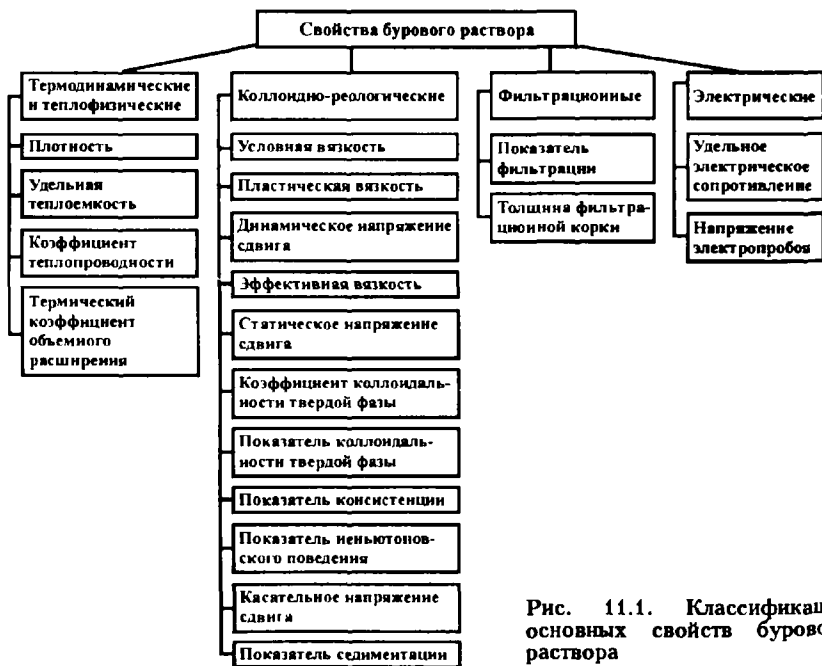 Свойства бурового раствора
Термодинамические
и теплофизические
Плотность
Удельная
теплоемкость
Коэффициент
теплопроводности
Термический
коэффициент
объемного
расширения
Коллоидно-реологические
Условная вязкость
Пластическая вязкость
Динамическое напряжение
сдвига
Эффективная вязкость
Статическое напряжение
сдвига
Коэффициент коллоидаль-
ности твердой фазы
Показатель коллоидаль-
ности твердой фазы
Показатель консистенции
Показатель неньютонов-
ского поведения
Касательное напряжение
сдвига
Показатель седиментации
Фильтрационные
Показатель
фильтрации
Толщина фильтра-
ционной корки
Электрические
Удельное
электрическое
сопротивление
Напряжение
электропробоя
Рис. 11.1. Классификац
основных свойств бурово
раствора